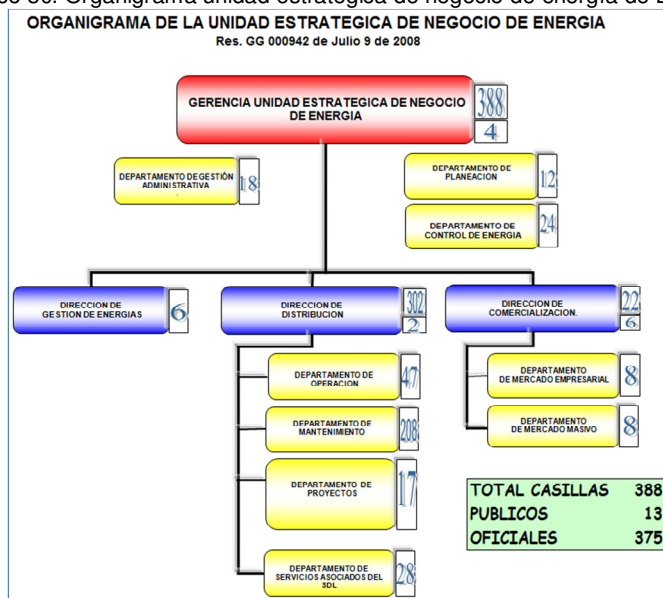 ORGANIGRAMA DE LA UNIDAD ESTRATEGICA DE NEGOCIO DE ENERGIA
Res. GG 000942 de Julio 9 de 2008
GERENCIA UNIDAD ESTRATEGICA DE NEGOCIO
DE ENERGIA
388
4
DEPARTAMENTO DE GESTIÓN
ADMINISTRATIVA
18
DEPARTAMENTO DE
PLANEACION
12
DEPARTAMENTO DE
CONTROL DE ENERGIA
24
DIRECCION DE
GESTION DE ENERGIAS
6
DIRECCION DE
DISTRIBUCION
302
2
DIRECCION DE
COMERCIALIZACION.
22
6
DEPARTAMENTO DE
OPERACION
47
DEPARTAMENTO DE
MANTENIMIENTO
208
DEPARTAMENTO DE
PROYECTOS
17
DEPARTAMENTO DE
SERVICIOS ASOCIADOS DEL
SDL
28
DEPARTAMENTO
DE MERCADO EMPRESARIAL
8
DEPARTAMENTO
DE MERCADO MASIVO
8
TOTAL CASILLAS 388
PUBLICOS 13
OFICIALES 375